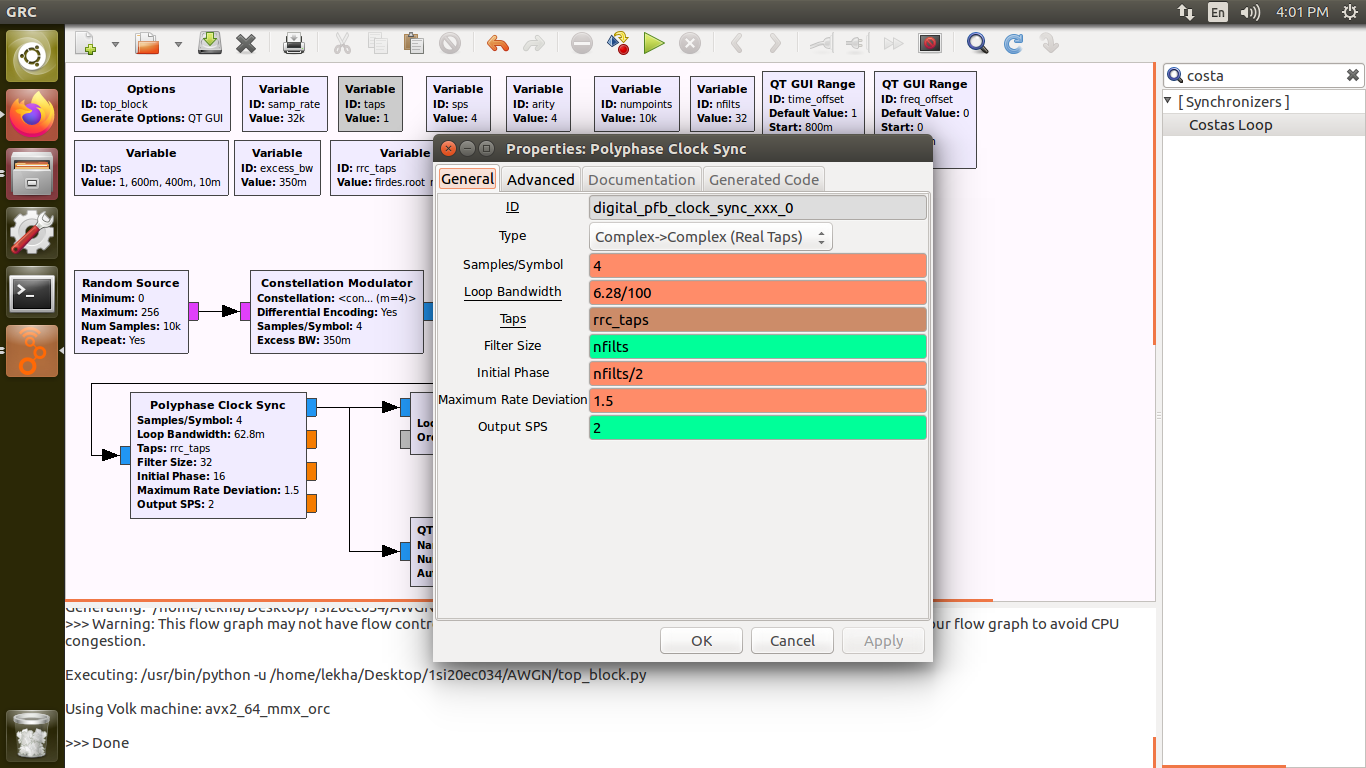 GRC
En
4:01 PM
Options
ID: top_block
Generate Options: QT GUI
Variable
ID: samp_rate
Value: 32k
Variable
ID: taps
Value: 1
Variable
ID: sps
Value: 4
Variable
ID: arity
Value: 4
Variable
ID: numpoints
Value: 10k
Variable
ID: nfilts
Value: 32
QT GUI Range
ID: time_offset
Default Value: 1
Start: 800m
QT GUI Range
ID: freq_offset
Default Value: 0
Start: 0
costa
[ Synchronizers ]
Costas Loop
Variable
ID: taps
Value: 1, 600m, 400m, 10m
Variable
ID: excess_bw
Value: 350m
Variable
ID: rrc_taps
Value: firdes.root
Properties: Polyphase Clock Sync
General
Advanced
Documentation
Generated Code
ID
digital_pfb_clock_sync_xxx_0
Type
Complex->Complex (Real Taps)
Samples/Symbol
4
Loop Bandwidth
6.28/100
Taps
rrc_taps
Filter Size
nfilts
Initial Phase
nfilts/2
Maximum Rate Deviation
1.5
Output SPS
2
OK
Cancel
Apply
Random Source
Minimum: 0
Maximum: 256
Num Samples: 10k
Repeat: Yes
Constellation Modulator
Constellation: <con... (m=4)>
Differential Encoding: Yes
Samples/Symbol: 4
Excess BW: 350m
Polyphase Clock Sync
Samples/Symbol: 4
Loop Bandwidth: 62.8m
Taps: rrc_taps
Filter Size: 32
Initial Phase: 16
Maximum Rate Deviation: 1.5
Output SPS: 2
Loo
Ord
QT
Na
Nu
Au
Generating: '/home/lekha/Desktop/1si20ec034/AWGN
>>> Warning: This flow graph may not have flow contr
our flow graph to avoid CPU
congestion.
Executing: /usr/bin/python -u /home/lekha/Desktop/1si20ec034/AWGN/top_block.py
Using Volk machine: avx2_64_mmx_orc
>>> Done